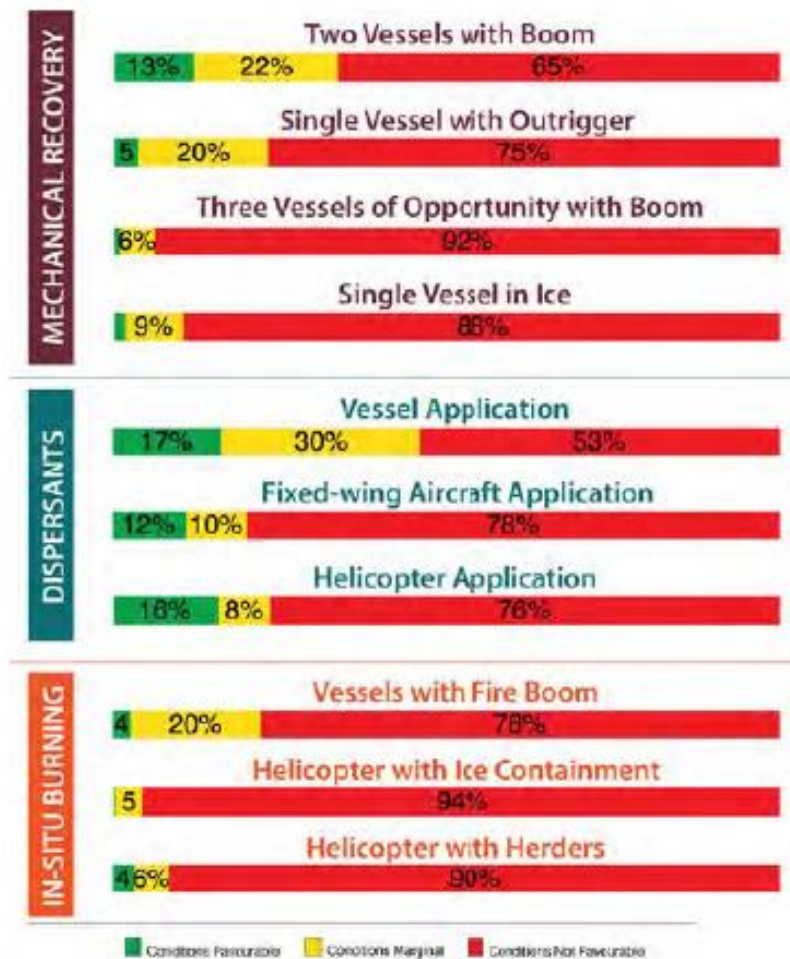 MECHANICAL RECOVERY
Two Vessels with Boom
13% 22% 65%
Single Vessel with Outrigger
5 20% 75%
Three Vessels of Opportunity with Boom
6% 92%
Single Vessel in Ice
9% 88%
DISPERSANTS
Vessel Application
17% 30% 53%
Fixed-wing Aircraft Application
12% 10% 78%
Helicopter Application
16% 8% 76%
IN-SITU BURNING
Vessels with Fire Boom
4 20% 78%
Helicopter with Ice Containment
5 94%
Helicopter with Herders
4 6% 90%
Conditions Favourable Conditions Marginal Conditions Not Favourable